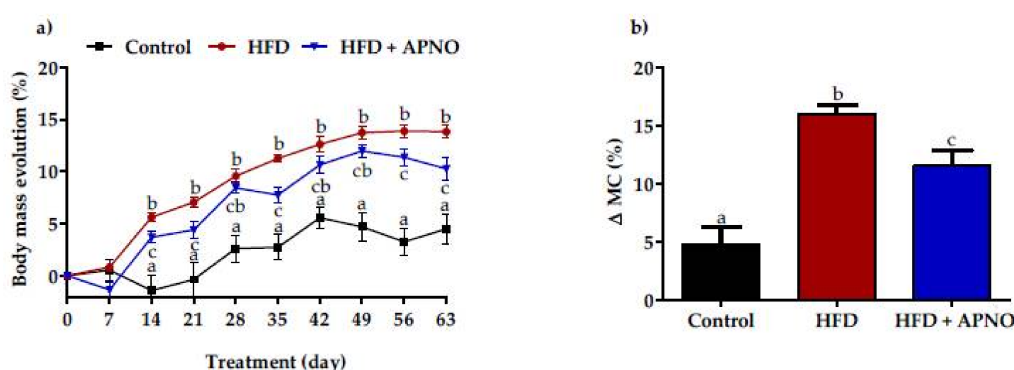 a)
Control HFD HFD + APNO
Body mass evolution (%)
20
15
10
5
0
b b b b b b b b
c c cb c cb cb c c
a a a a a a a a
0 7 14 21 28 35 42 49 56 63
Treatment (day)
b)
Δ MC (%)
20
15
10
5
0
a b c
Control HFD HFD + APNO